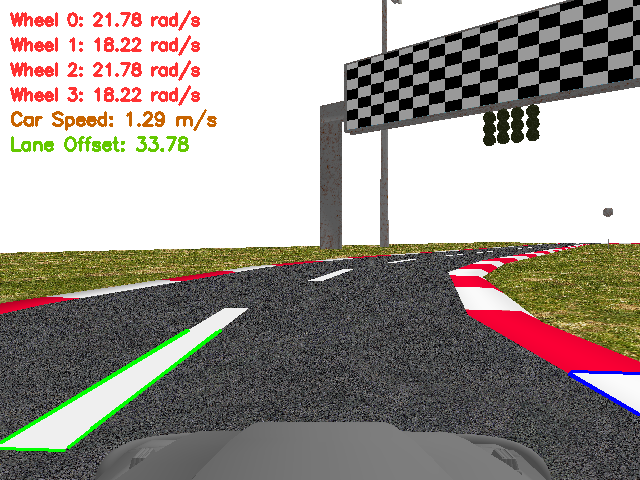 Wheel 0: 21.78 rad/s
Wheel 1: 18.22 rad/s
Wheel 2: 21.78 rad/s
Wheel 3: 18.22 rad/s
Car Speed: 1.29 m/s
Lane Offset: 33.78